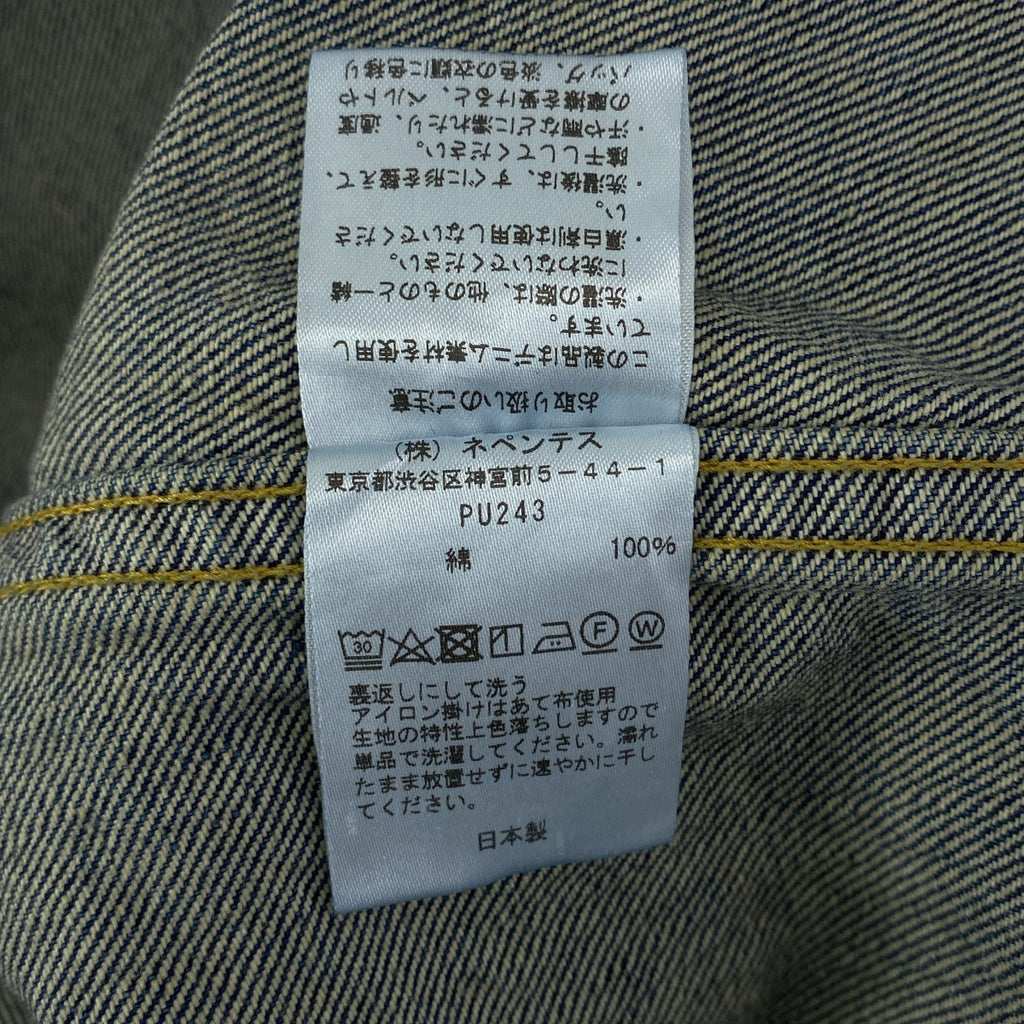 お取り扱いのご注意
この製品はデニム素材を使用し
ています。
・洗濯の際は、他のものと一緒
に洗わないでください。
・漂白剤は使用しないでくださ
い。
・洗濯後は、すぐに形を整えて、
陰干ししてください。
・汗や雨などに濡れたり、過度
の摩擦を受けると、ベルトや
バッグ、淡色の衣類に色移り
(株) ネペンテス
東京都渋谷区神宮前5-44-1
PU243
綿 100%
30 F W
裏返しにして洗う
アイロン掛けはあて布使用
生地の特性上色落ちしますので
単品で洗濯してください。濡れ
たまま放置せずに速やかに干し
てください。
日本製